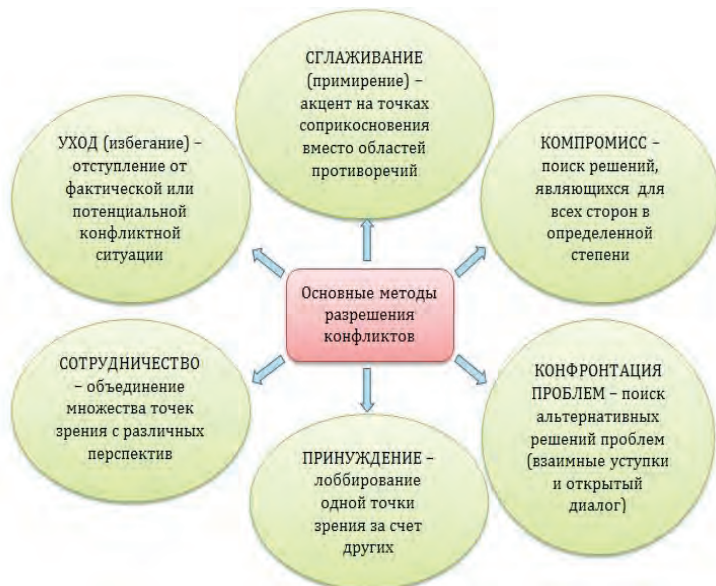 СГЛАЖИВАНИЕ
(примирение) –
акцент на точках
соприкосновения
вместо областей
противоречий
УХОД (избегание) –
отступление от
фактической или
потенциальной
конфликтной
ситуации
КОМПРОМИСС –
поиск решений,
являющихся для
всех сторон в
определенной
степени
Основные методы
разрешения
конфликтов
СОТРУДНИЧЕСТВО
– объединение
множества точек
зрения с различных
перспектив
КОНФРОНТАЦИЯ
ПРОБЛЕМ – поиск
альтернативных
решений проблем
(взаимные уступки
и открытый
диалог)
ПРИНУЖДЕНИЕ –
лоббирование
одной точки
зрения за счет
других